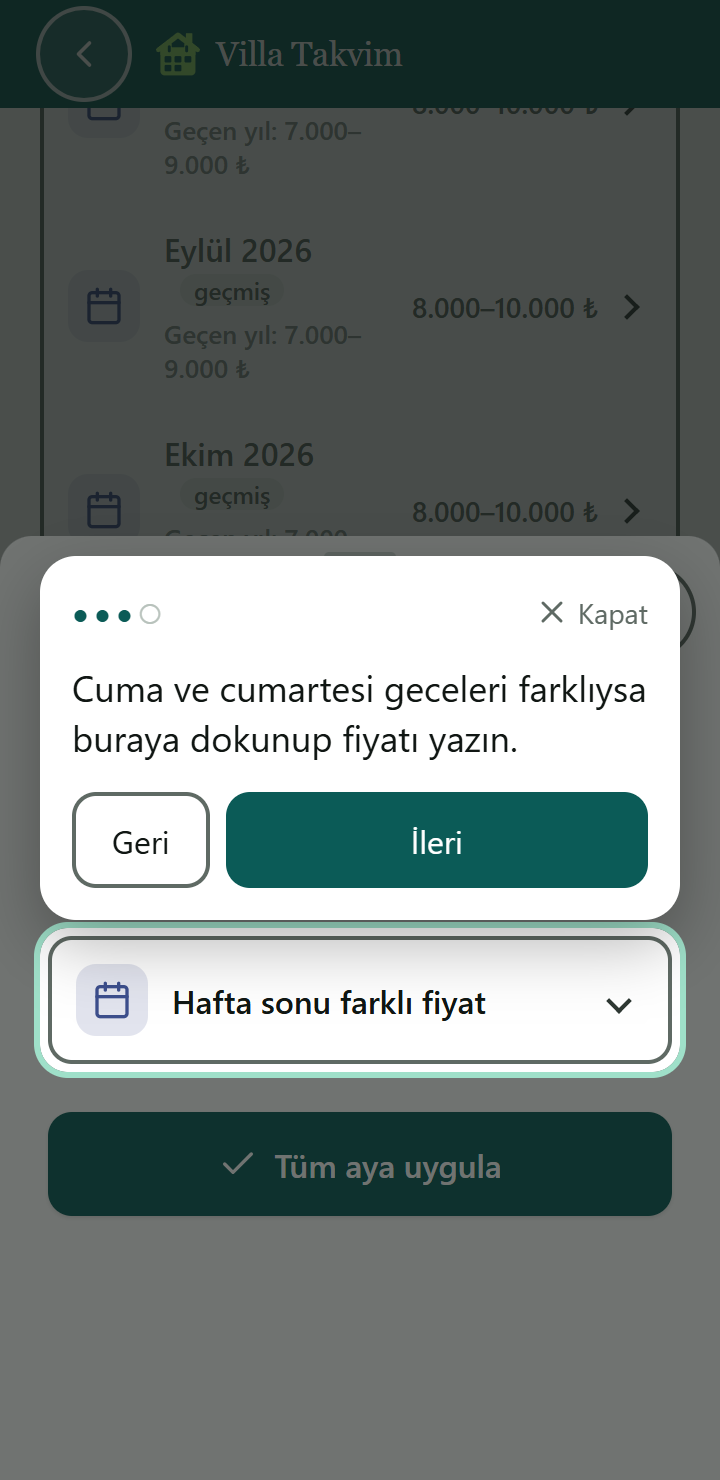 Villa Takvim
Geçen yıl: 7.000–
9.000 ₺
Eylül 2026
geçmiş
8.000–10.000 ₺
Geçen yıl: 7.000–
9.000 ₺
Ekim 2026
geçmiş
8.000–10.000 ₺
Kapat
Cuma ve cumartesi geceleri farklıysa
buraya dokunup fiyatı yazın.
Geri
İleri
Hafta sonu farklı fiyat
Tüm aya uygula